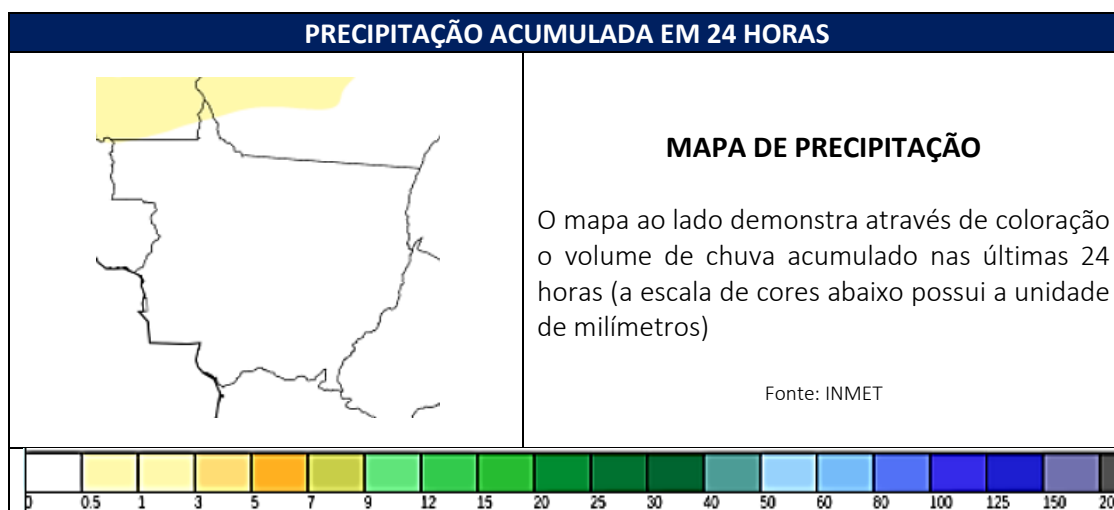 PRECIPITAÇÃO ACUMULADA EM 24 HORAS
MAPA DE PRECIPITAÇÃO
O mapa ao lado demonstra através de coloração
o volume de chuva acumulado nas últimas 24
horas (a escala de cores abaixo possui a unidade
de milímetros)
Fonte: INMET
0.5 1 3 5 7 9 12 15 20 25 30 40 50 60 80 100 125 150